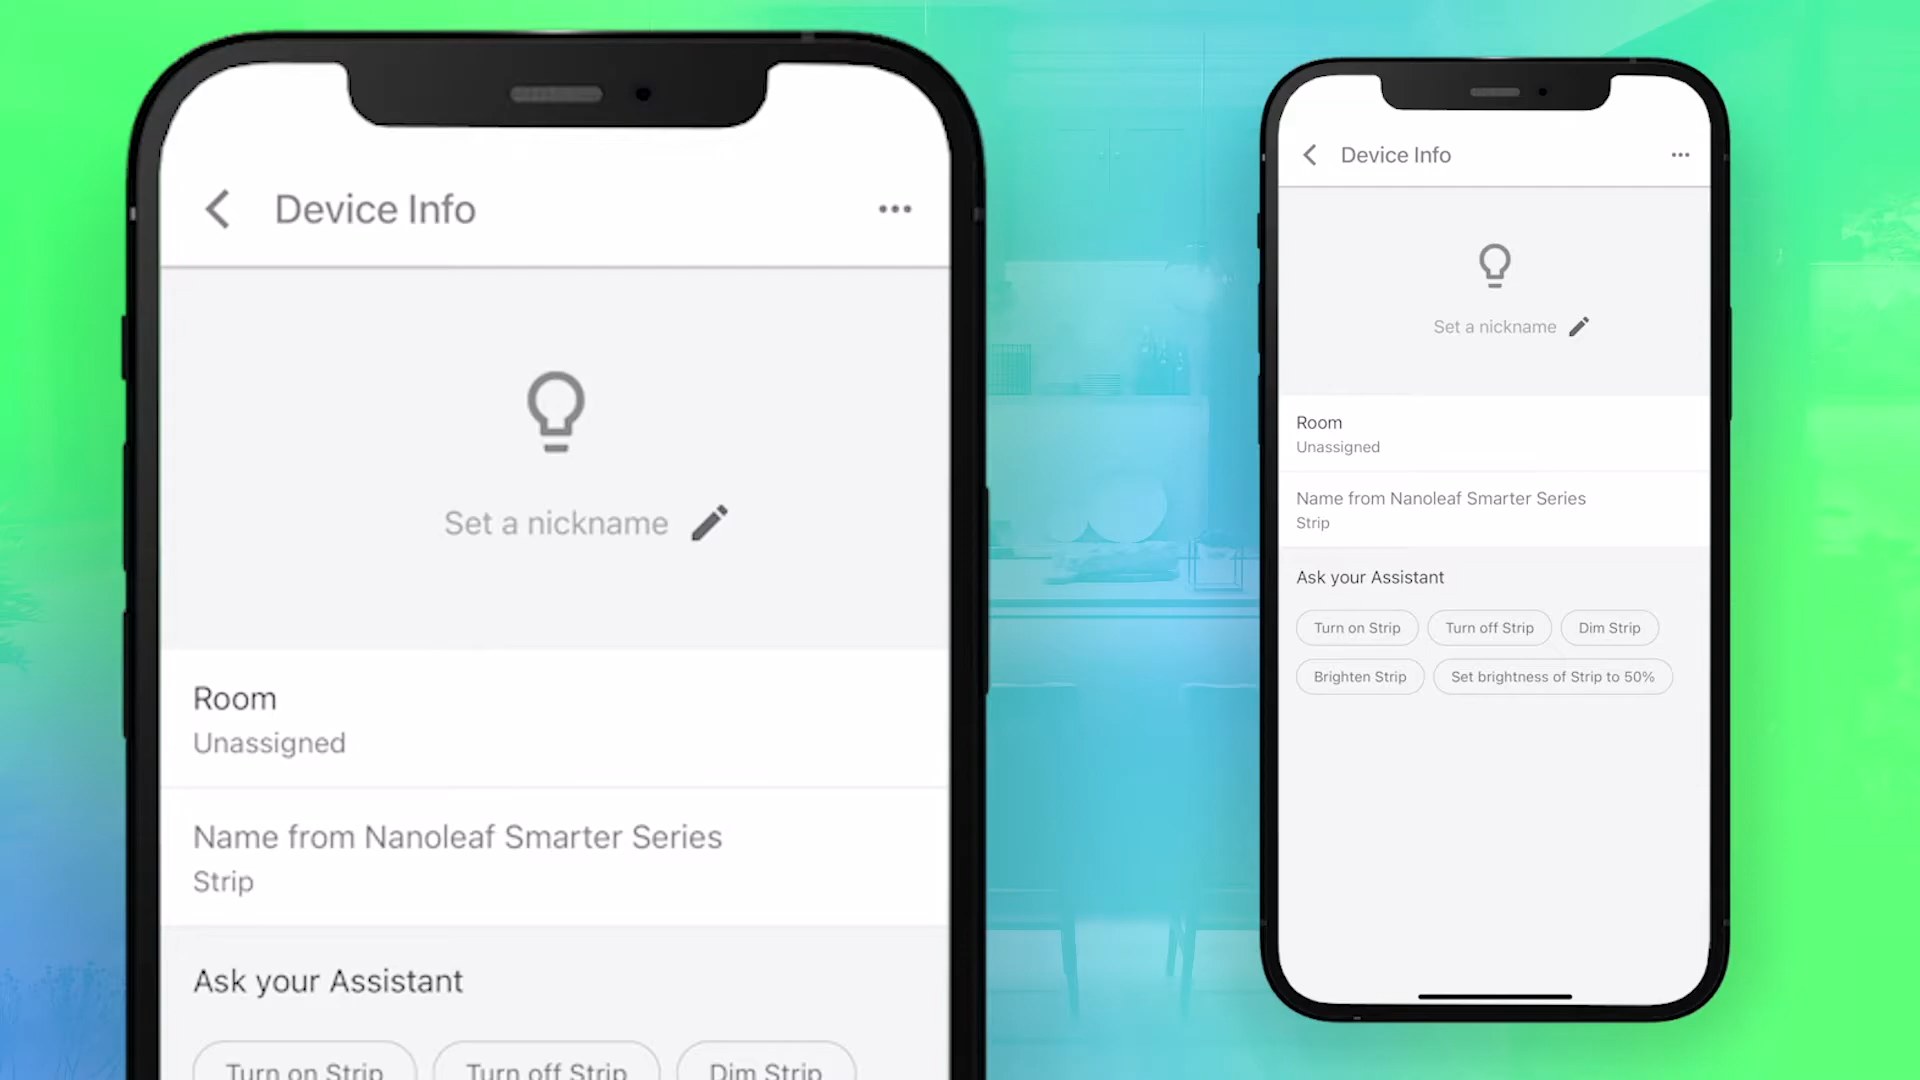 Device Info
Set a nickname
Room
Unassigned
Name from Nanoleaf Smarter Series
Strip
Ask your Assistant
Turn on Strip
Turn off Strip
Dim Strip
Device Info
Set a nickname
Room
Unassigned
Name from Nanoleaf Smarter Series
Strip
Ask your Assistant
Turn on Strip
Turn off Strip
Dim Strip
Brighten Strip
Set brightness of Strip to 50%